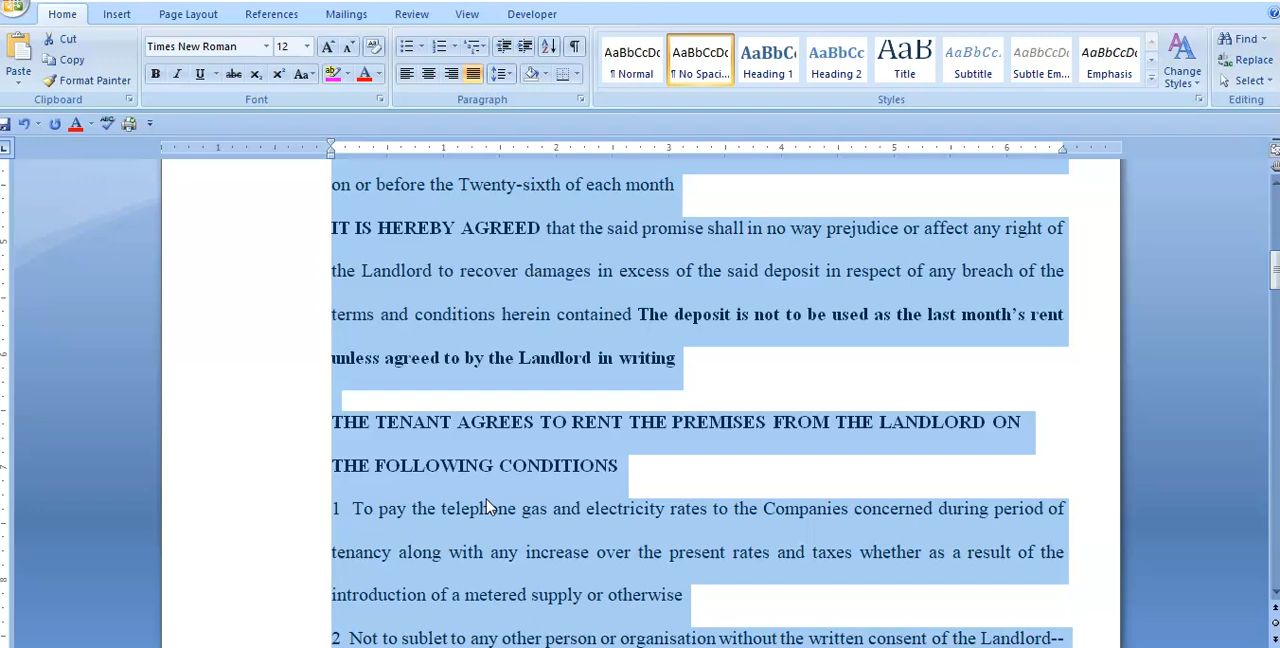 Home Insert Page Layout References Mailings Review View Developer
Cut
Copy
Paste
Format Painter
Clipboard
Times New Roman 12
Font
Paragraph
AaBbCcDc AaBbCcDc AaBbCc AaBbCc AaB AaBbCc. AaBbCcDc AaBbCcDc
¶ Normal ¶ No Spaci... Heading 1 Heading 2 Title Subtitle Subtle Em... Emphasis
Change
Styles
Styles
Find
Replace
Select
Editing
1 1 2 3 4 5 6
on or before the Twenty-sixth of each month
IT IS HEREBY AGREED that the said promise shall in no way prejudice or affect any right of
the Landlord to recover damages in excess of the said deposit in respect of any breach of the
terms and conditions herein contained The deposit is not to be used as the last month’s rent
unless agreed to by the Landlord in writing
THE TENANT AGREES TO RENT THE PREMISES FROM THE LANDLORD ON
THE FOLLOWING CONDITIONS
1 To pay the telephone gas and electricity rates to the Companies concerned during period of
tenancy along with any increase over the present rates and taxes whether as a result of the
introduction of a metered supply or otherwise
2 Not to sublet to any other person or organisation without the written consent of the Landlord--